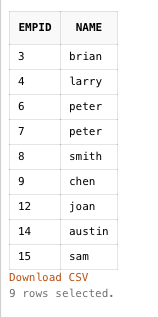 EMPID NAME
3 brian
4 larry
6 peter
7 peter
8 smith
9 chen
12 joan
14 austin
15 sam
Download CSV
9 rows selected.